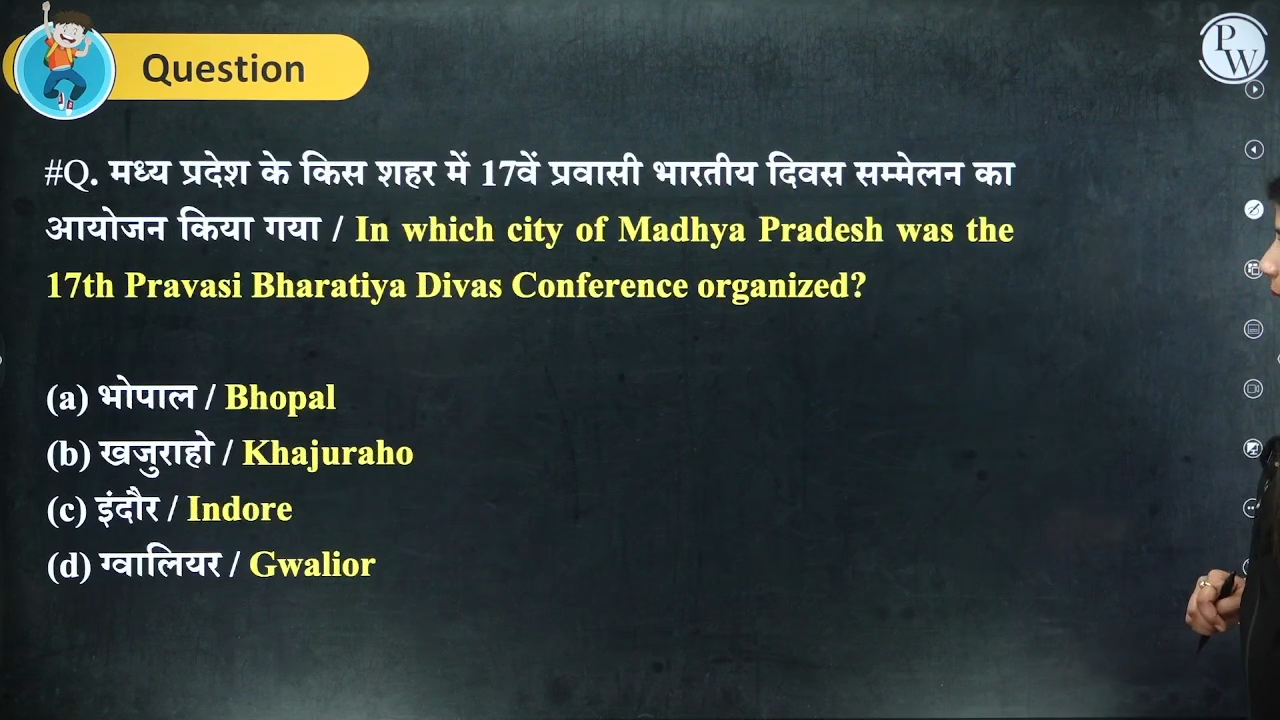 Question
PW
#Q. मध्य प्रदेश के किस शहर में 17वें प्रवासी भारतीय दिवस सम्मेलन का
आयोजन किया गया / In which city of Madhya Pradesh was the
17th Pravasi Bharatiya Divas Conference organized?
(a) भोपाल / Bhopal
(b) खजुराहो / Khajuraho
(c) इंदौर / Indore
(d) ग्वालियर / Gwalior